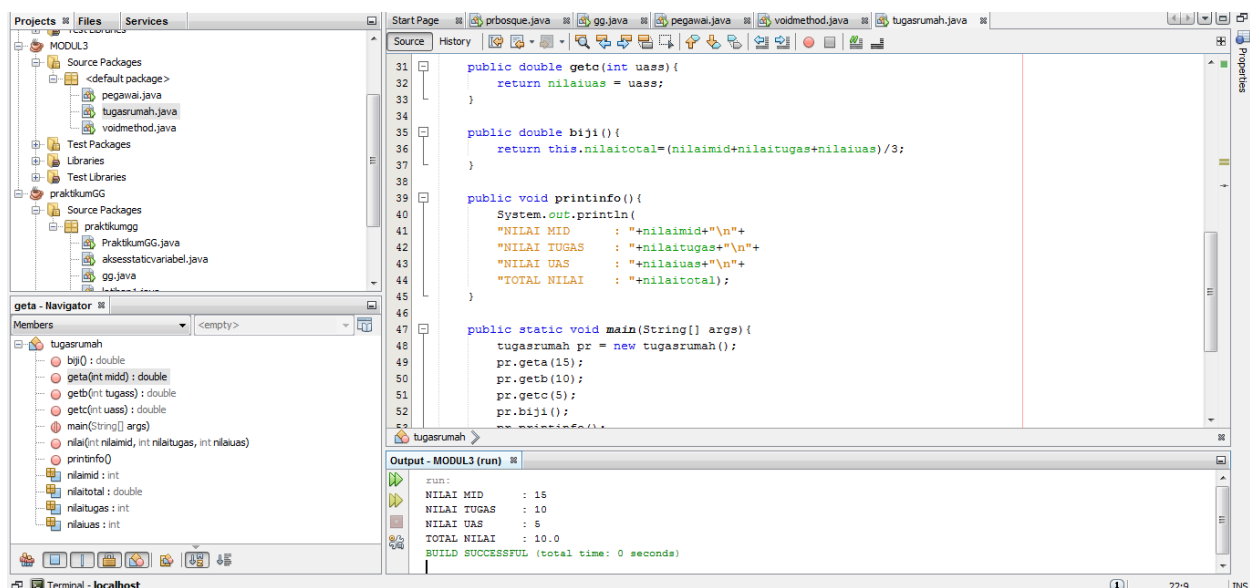 Projects Files Services
Test Libraries
MODUL3
Source Packages
<default package>
pegawai.java
tugasrumah.java
voidmethod.java
Test Packages
Libraries
Test Libraries
praktikumGG
Source Packages
praktikumgg
PraktikumGG.java
aksesstaticvariabel.java
gg.java
geta - Navigator
Members <empty>
tugasrumah
biji() : double
geta(int midd) : double
getb(int tugass) : double
getc(int uass) : double
main(String[] args)
nilai(int nilaimid, int nilaitugas, int nilaiuas)
printinfo()
nilaimid : int
nilaitotal : double
nilaitugas : int
nilaiuas : int
Start Page prbosque.java gg.java pegawai.java voidmethod.java tugasrumah.java
Source History
31 public double getc(int uass){
32 return nilaiuas = uass;
33 }
34
35 public double biji(){
36 return this.nilaitotal=(nilaimid+nilaitugas+nilaiuas)/3;
37 }
38
39 public void printinfo(){
40 System.out.println(
41 "NILAI MID : "+nilaimid+"\n"+
42 "NILAI TUGAS : "+nilaitugas+"\n"+
43 "NILAI UAS : "+nilaiuas+"\n"+
44 "TOTAL NILAI : "+nilaitotal);
45 }
46
47 public static void main(String[] args){
48 tugasrumah pr = new tugasrumah();
49 pr.geta(15);
50 pr.getb(10);
51 pr.getc(5);
52 pr.biji();
53 pr.printinfo();
tugasrumah
Output - MODUL3 (run)
run:
NILAI MID : 15
NILAI TUGAS : 10
NILAI UAS : 5
TOTAL NILAI : 10.0
BUILD SUCCESSFUL (total time: 0 seconds)
Properties
Terminal - localhost
1 22:9 INS